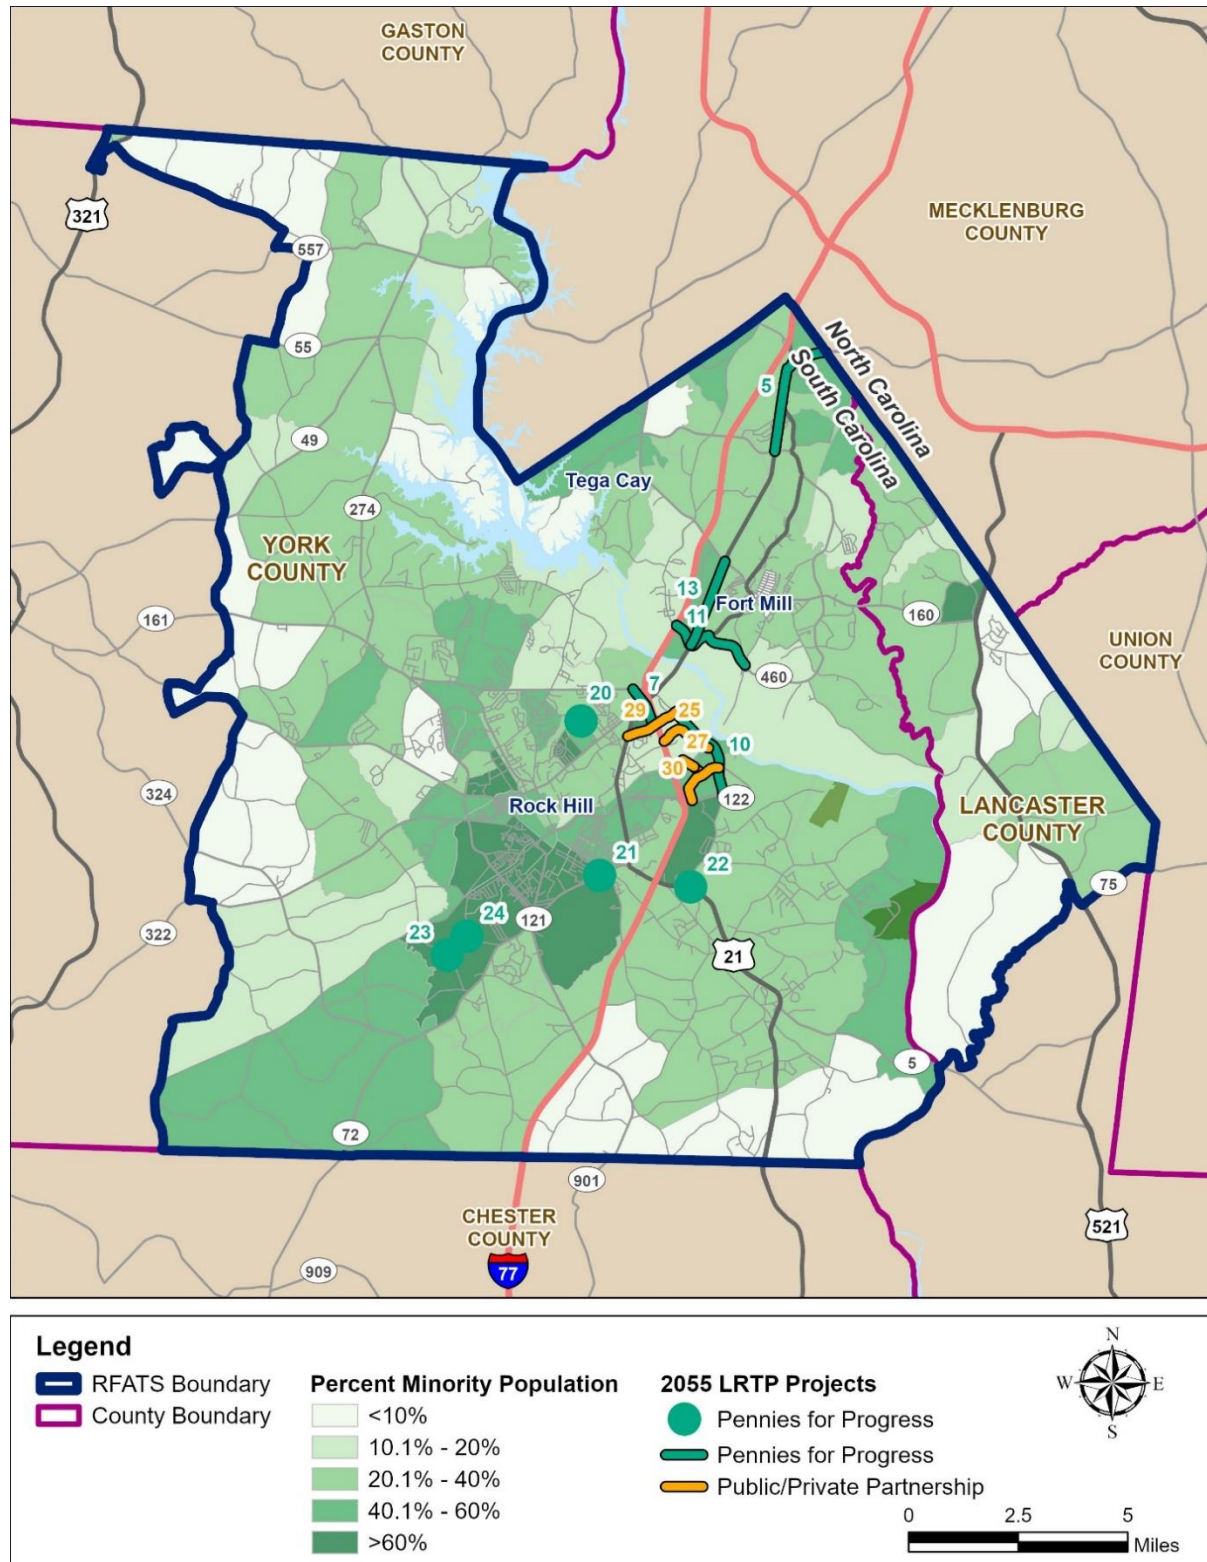 GASTON
COUNTY
321
MECKLENBURG
COUNTY
557
North Carolina
South Carolina
55
5
49
Tega Cay
274
YORK
COUNTY
13
Fort Mill
11
160
161
UNION
COUNTY
460
20
7
29
25
27
10
30
122
324
Rock Hill
LANCASTER
COUNTY
21
22
75
24
23
121
322
21
5
72
901
CHESTER
COUNTY
521
909
77
Legend
RFATS Boundary
County Boundary
Percent Minority Population
<10%
10.1% - 20%
20.1% - 40%
40.1% - 60%
>60%
2055 LRTP Projects
Pennies for Progress
Pennies for Progress
Public/Private Partnership
N
W E
S
0 2.5 5
Miles